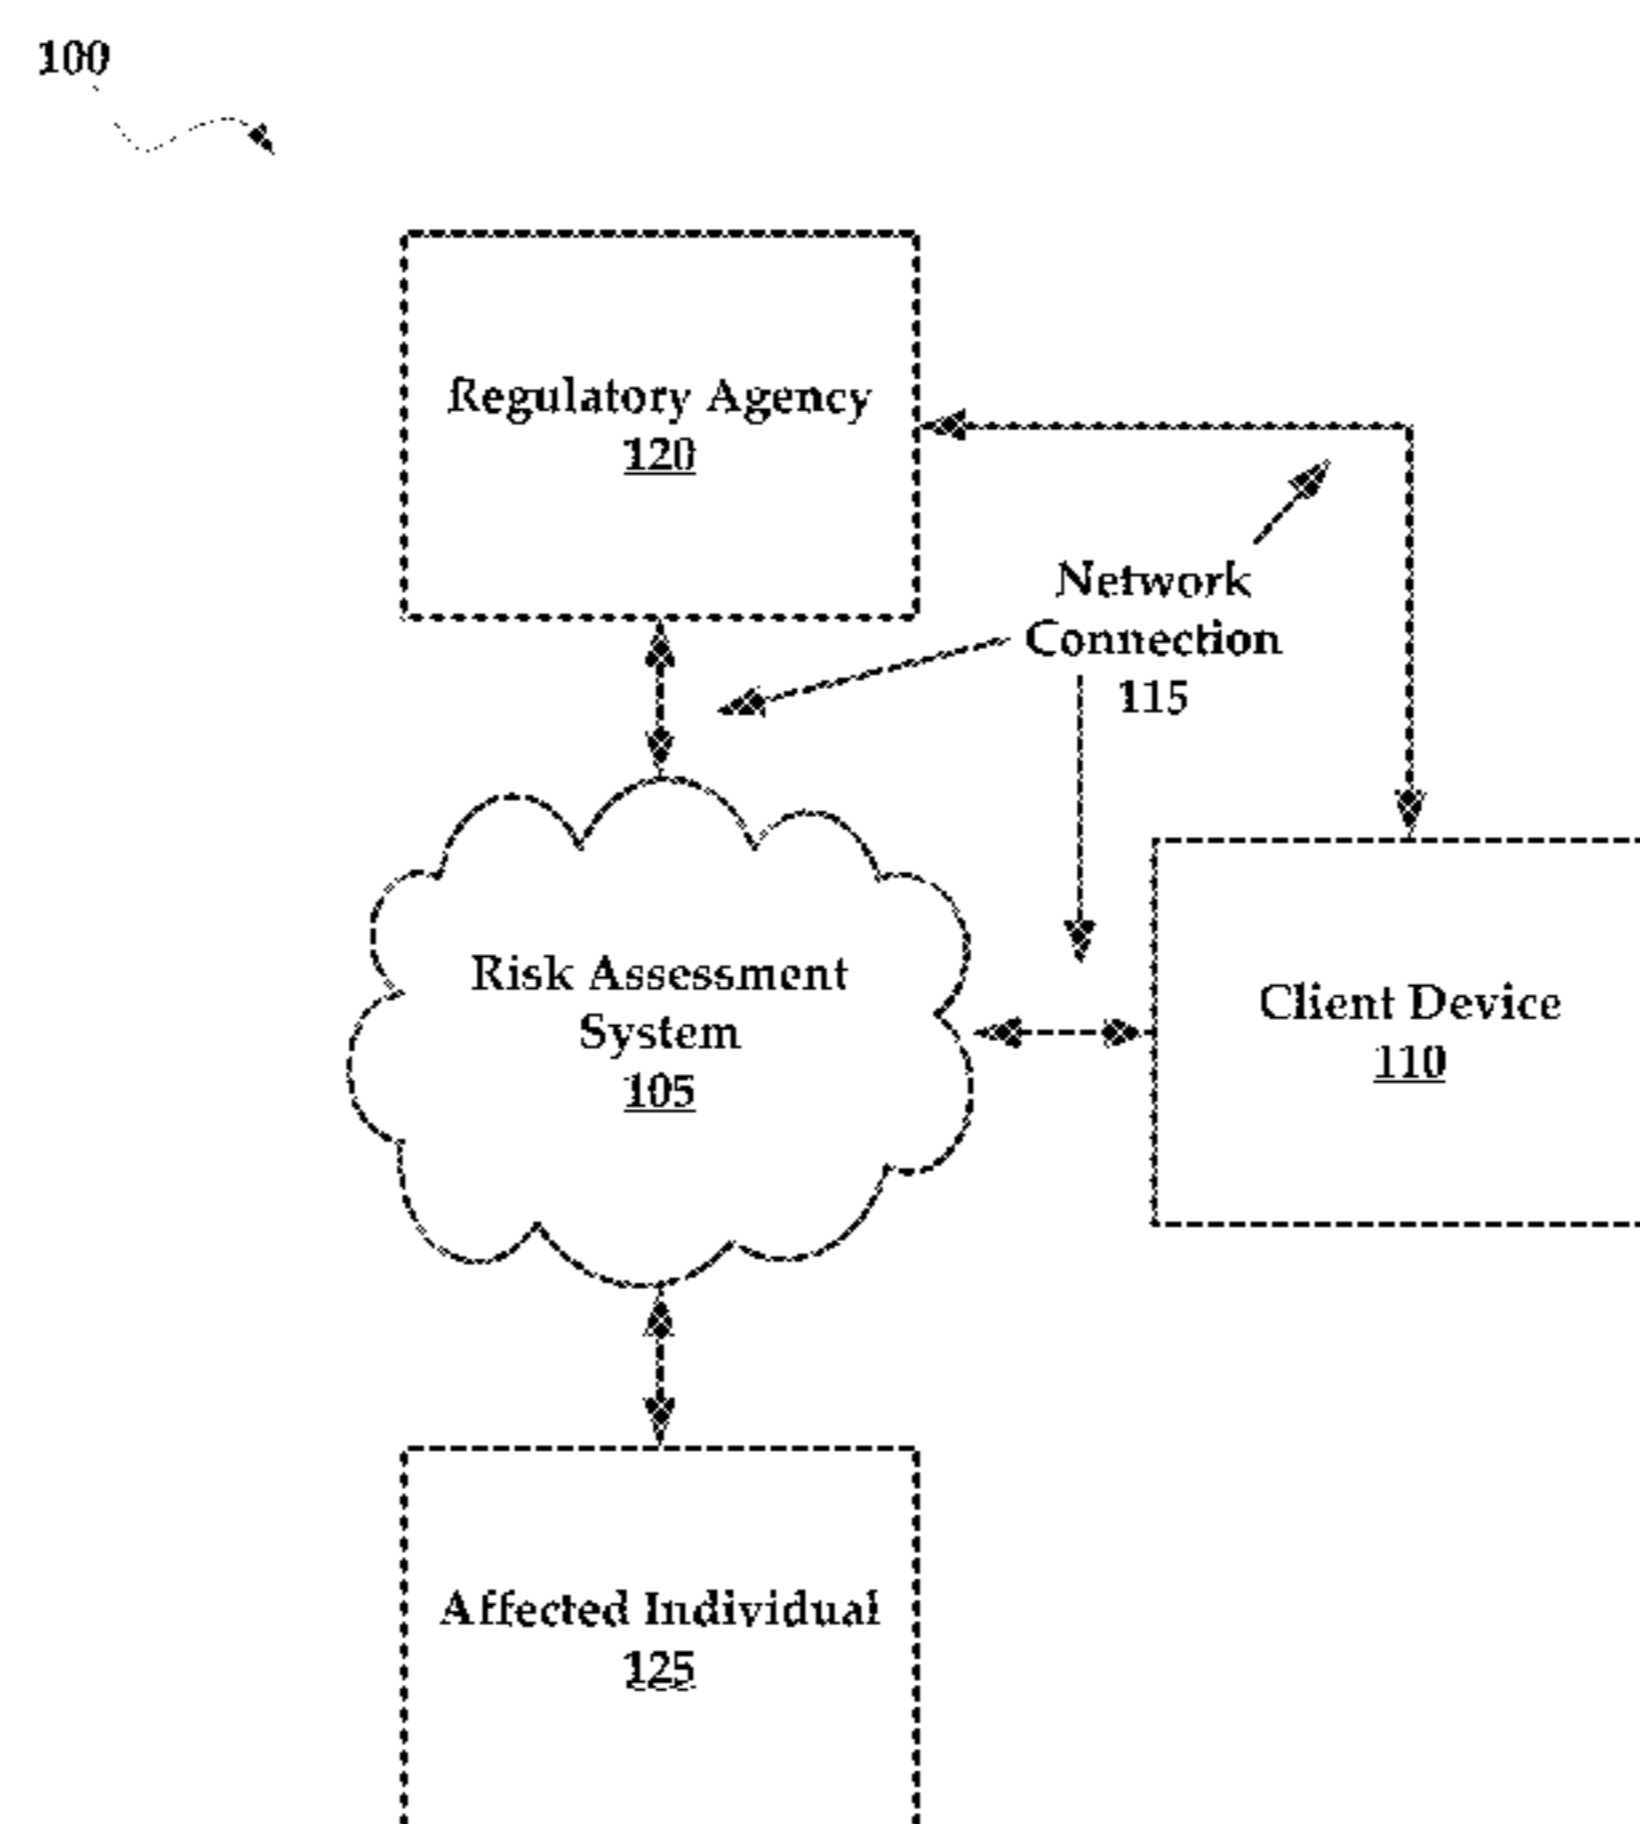 100
Regulatory Agency
120
Network
Connection
115
Risk Assessment
System
105
Client Device
110
Affected Individual
125